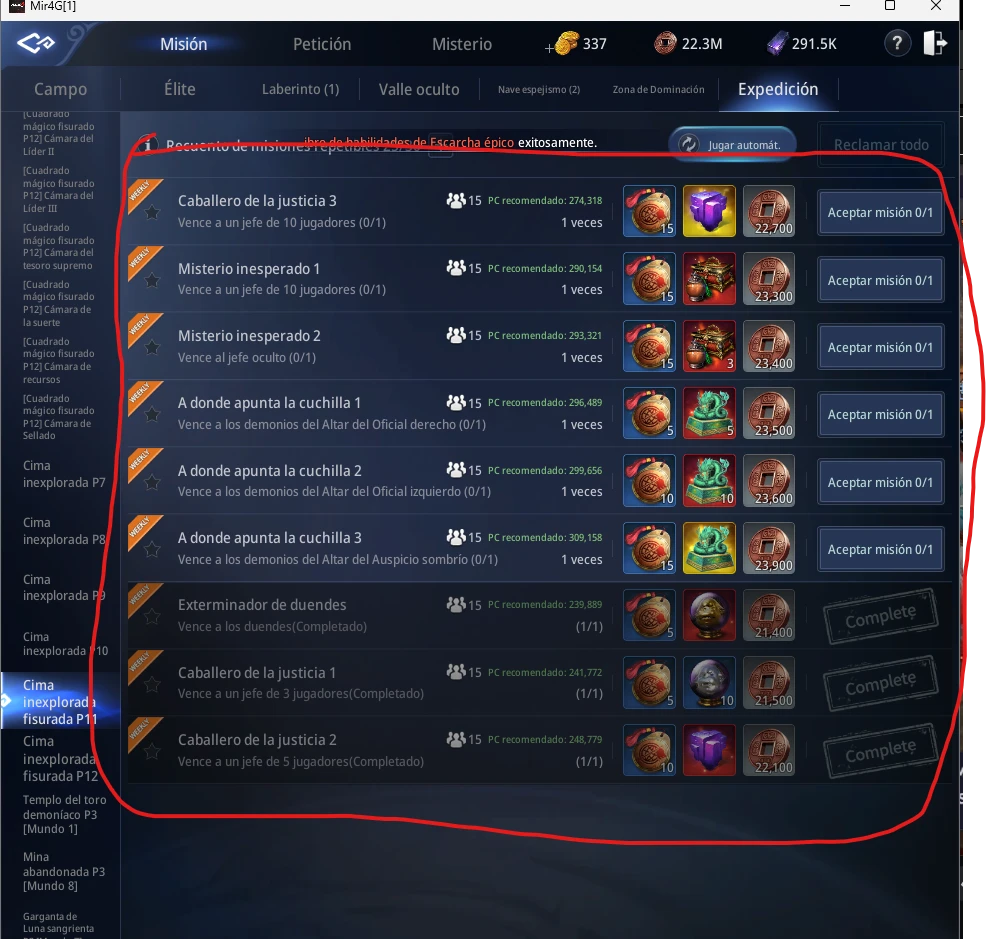 Mir4G[1]
Misión
Petición
Misterio
337
22.3M
291.5K
?
Campo
Élite
Laberinto (1)
Valle oculto
Nave espejismo (2)
Zona de Dominación
Expedición
[Cuadrado
mágico fisurado
P12] Cámara del
Líder II
[Cuadrado
mágico fisurado
P12] Cámara del
Líder III
[Cuadrado
mágico fisurado
P12] Cámara del
tesoro supremo
[Cuadrado
mágico fisurado
P12] Cámara de
la suerte
[Cuadrado
mágico fisurado
P12] Cámara de
recursos
[Cuadrado
mágico fisurado
P12] Cámara de
Sellado
Cima
inexplorada P7
Cima
inexplorada P8
Cima
inexplorada P9
Cima
inexplorada P10
Cima
inexplorada
fisurada P11
Cima
inexplorada
fisurada P12
Templo del toro
demoníaco P3
[Mundo 1]
Mina
abandonada P3
[Mundo 8]
Garganta de
Luna sangrienta
Recuento de misiones repetibles
ibro de habilidades de Escarcha épico exitosamente.
Jugar automát.
Reclamar todo
WEEKLY
Caballero de la justicia 3
15 PC recomendado: 274,318
Vence a un jefe de 10 jugadores (0/1)
1 veces
15
22,700
Aceptar misión 0/1
WEEKLY
Misterio inesperado 1
15 PC recomendado: 290,154
Vence a un jefe de 10 jugadores (0/1)
1 veces
15
23,300
Aceptar misión 0/1
WEEKLY
Misterio inesperado 2
15 PC recomendado: 293,321
Vence al jefe oculto (0/1)
1 veces
15
3
23,400
Aceptar misión 0/1
WEEKLY
A donde apunta la cuchilla 1
15 PC recomendado: 296,489
Vence a los demonios del Altar del Oficial derecho (0/1)
1 veces
5
5
23,500
Aceptar misión 0/1
WEEKLY
A donde apunta la cuchilla 2
15 PC recomendado: 299,656
Vence a los demonios del Altar del Oficial izquierdo (0/1)
1 veces
10
10
23,600
Aceptar misión 0/1
WEEKLY
A donde apunta la cuchilla 3
15 PC recomendado: 309,158
Vence a los demonios del Altar del Auspicio sombrío (0/1)
1 veces
15
23,900
Aceptar misión 0/1
WEEKLY
Exterminador de duendes
15 PC recomendado: 239,889
Vence a los duendes(Completado)
(1/1)
5
21,400
Complete
WEEKLY
Caballero de la justicia 1
15 PC recomendado: 241,772
Vence a un jefe de 3 jugadores(Completado)
(1/1)
5
10
21,500
Complete
WEEKLY
Caballero de la justicia 2
15 PC recomendado: 248,779
Vence a un jefe de 5 jugadores(Completado)
(1/1)
10
22,100
Complete